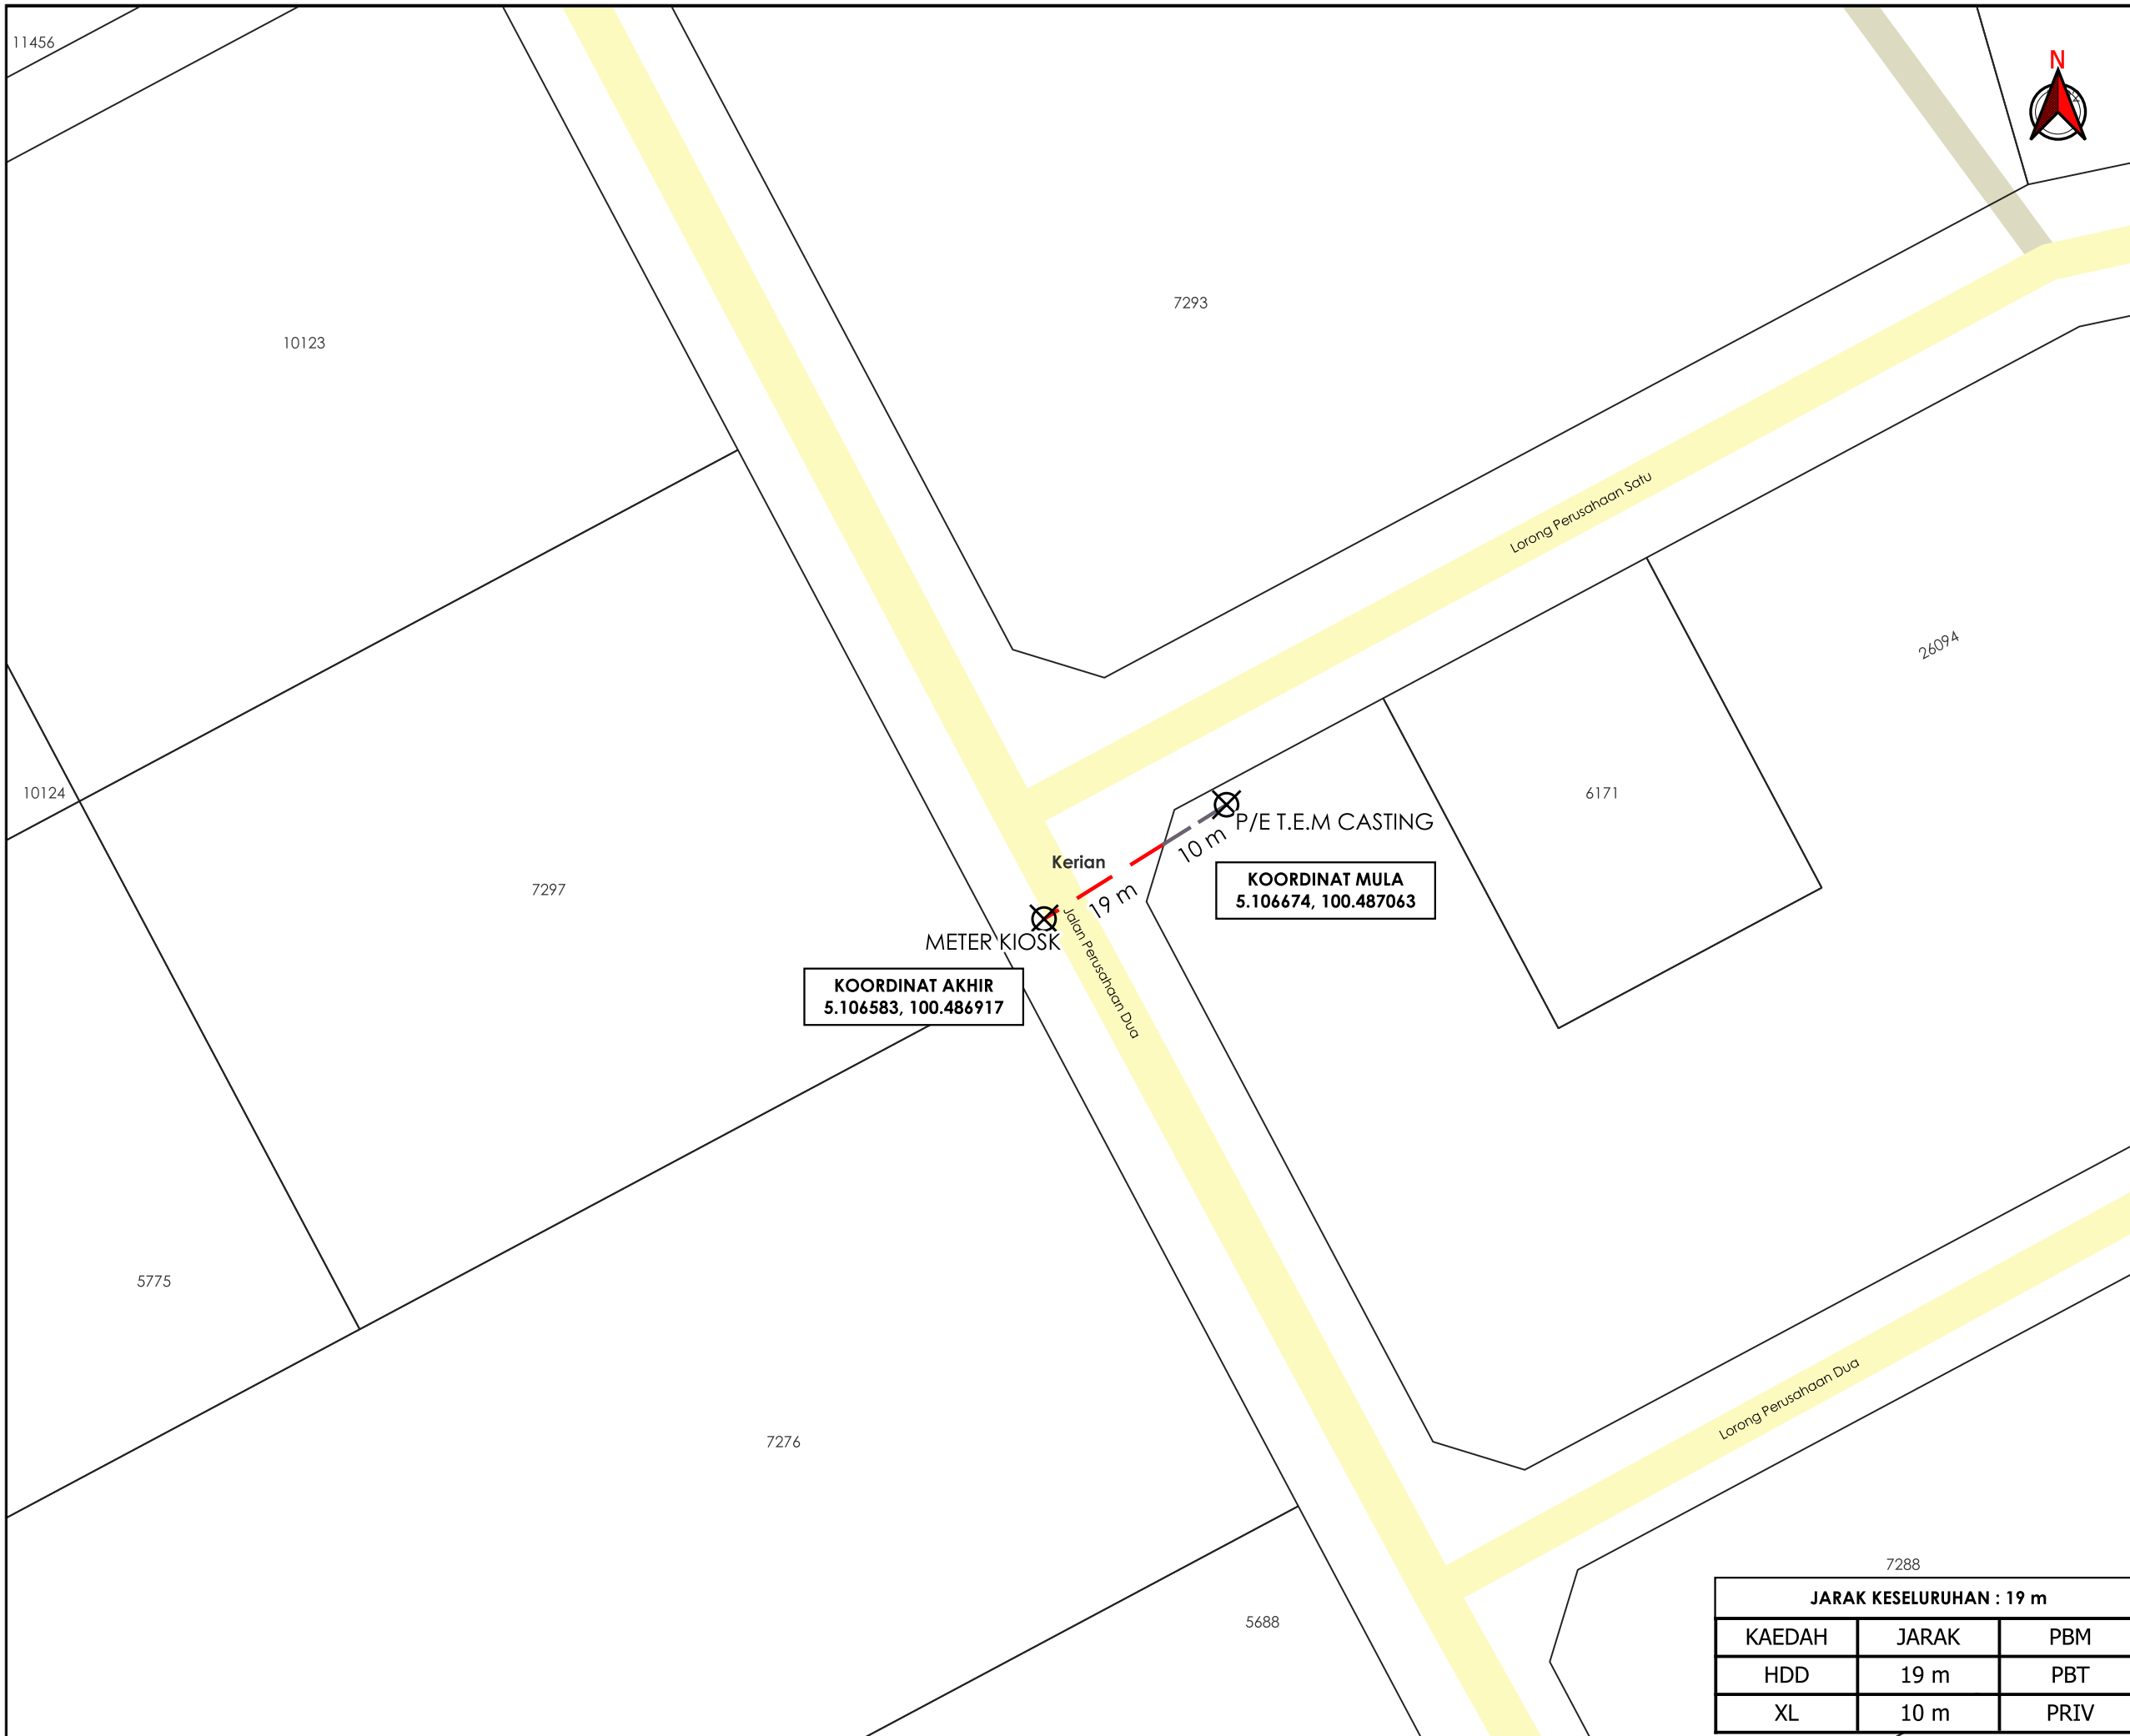 11456
N
10123
7293
Lorong Perusahaan Satu
26094
10124
6171
P/E T.E.M CASTING
10 m
Kerian
7297
KOORDINAT MULA
5.106674, 100.487063
19 m
METER KIOSK
Jalan Perusahaan Dua
KOORDINAT AKHIR
5.106583, 100.486917
5775
Lorong Perusahaan Dua
7276
7288
5688
JARAK KESELURUHAN : 19 m
KAEDAH JARAK PBM
HDD 19 m PBT
XL 10 m PRIV